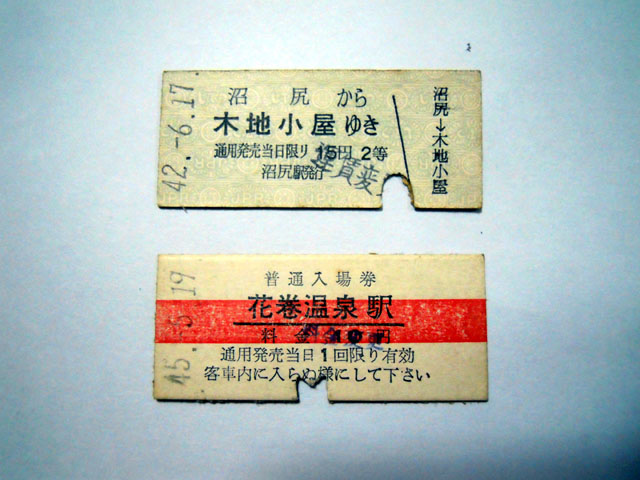 42.-6.17
沼尻から
木地小屋ゆき
通用発売当日限り 15円 2等
沼尻駅発行
沼尻→木地小屋
普通入場券
花巻温泉駅
料金 10円
通用発売当日1回限り有効
客車内に入らぬ様にして下さい